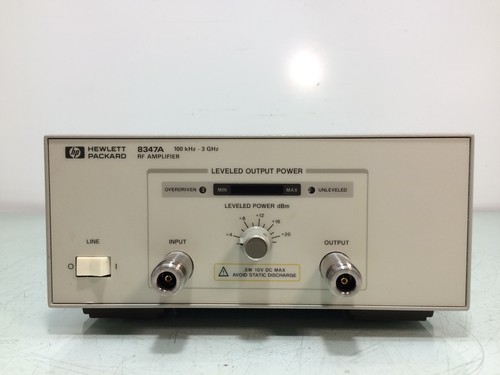 hp HEWLETT PACKARD 8347A 100 kHz - 3 GHz
RF AMPLIFIER
LEVELED OUTPUT POWER
OVERDRIVEN MIN MAX UNLEVELED
LEVELED POWER dBm
+4 +8 +12 +16 +20
LINE
O I
INPUT
OUTPUT
.5W 10V DC MAX
AVOID STATIC DISCHARGE